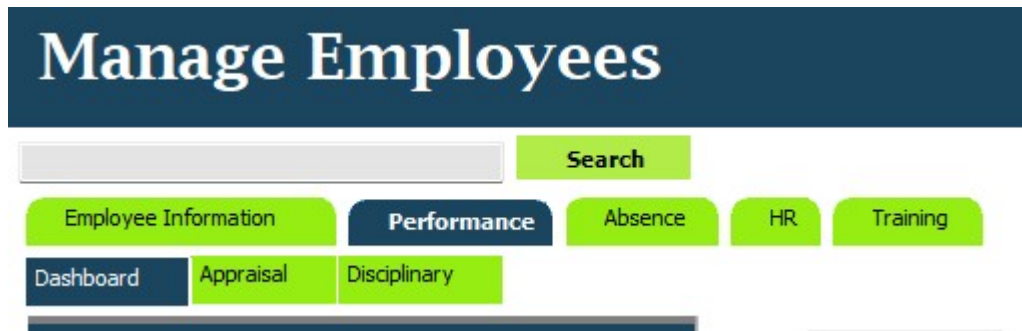 Manage Employees
Search
Employee Information Performance Absence HR Training
Dashboard Appraisal Disciplinary